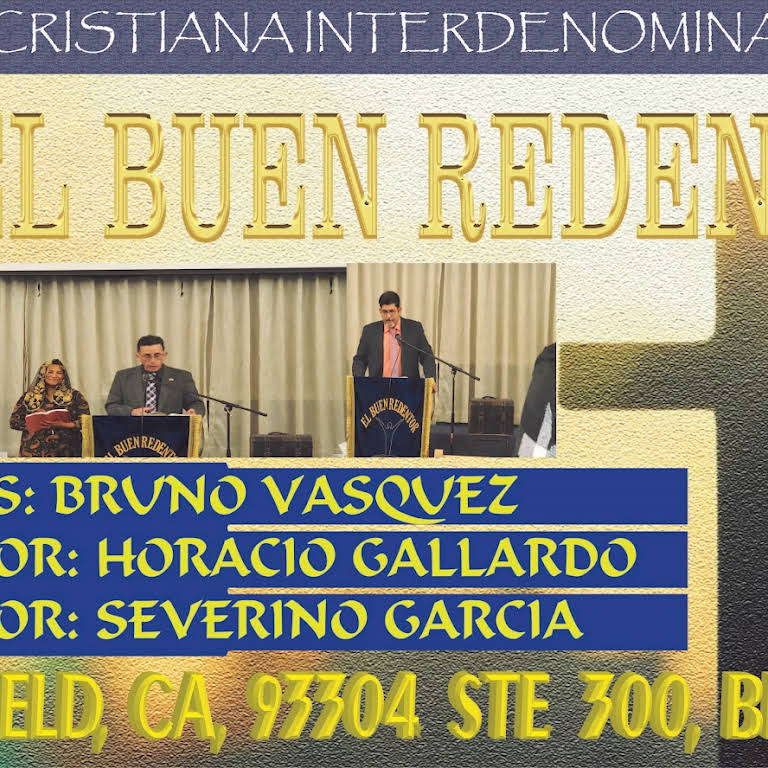 CRISTIANA INTERDENOMINA
EL BUEN REDEN
EL BUEN REDENTOR
EL BUEN REDENTOR
S: BRUNO VASQUEZ
OR: HORACIO GALLARDO
OR: SEVERINO GARCIA
ELD, CA, 93304 STE 300, B